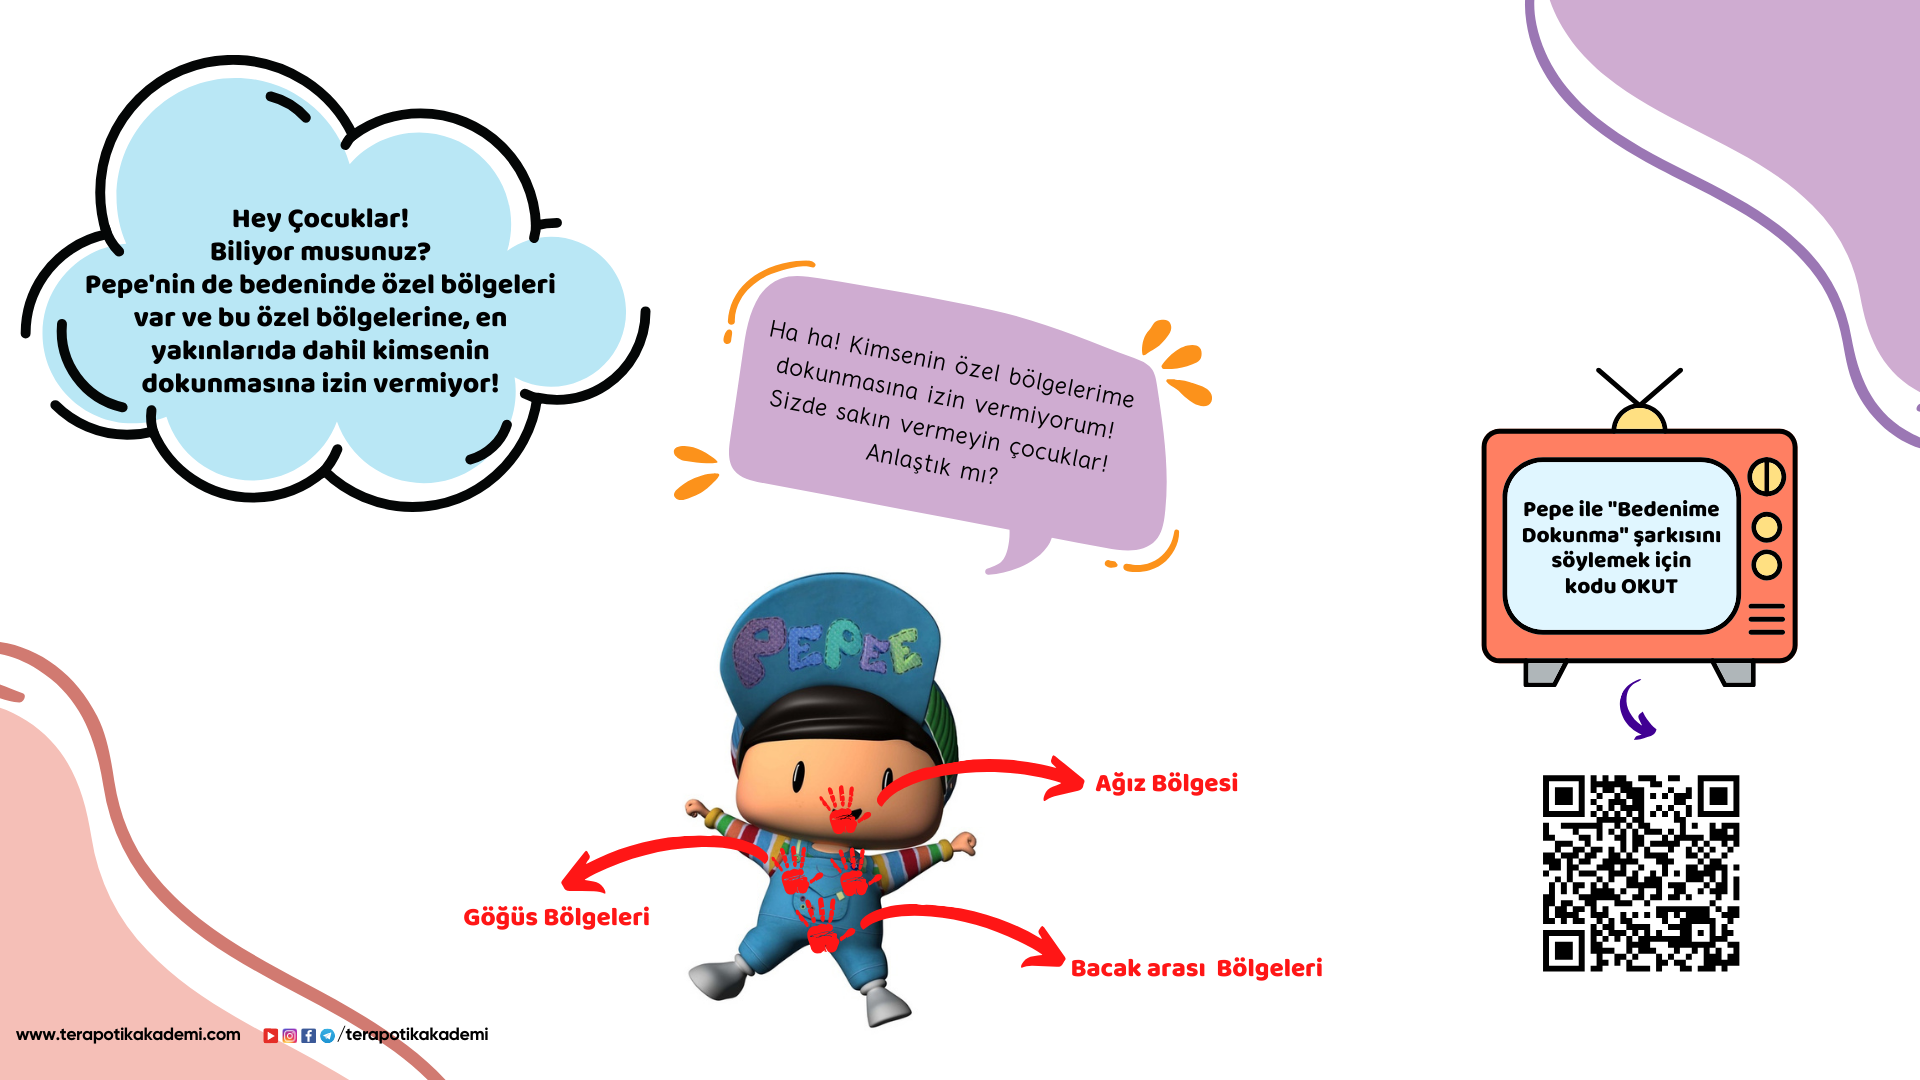 Hey Çocuklar!
Biliyor musunuz?
Pepe'nin de bedeninde özel bölgeleri
var ve bu özel bölgelerine, en
yakınlarıda dahil kimsenin
dokunmasına izin vermiyor!
Ha ha! Kimsenin özel bölgelerime
dokunmasına izin vermiyorum!
Sizde sakın vermeyin çocuklar!
Anlaştık mı?
Pepe ile "Bedenime
Dokunma" şarkısını
söylemek için
kodu OKUT
PEPEE
Ağız Bölgesi
Göğüs Bölgeleri
Bacak arası Bölgeleri
www.terapotikakademi.com /terapotikakademi